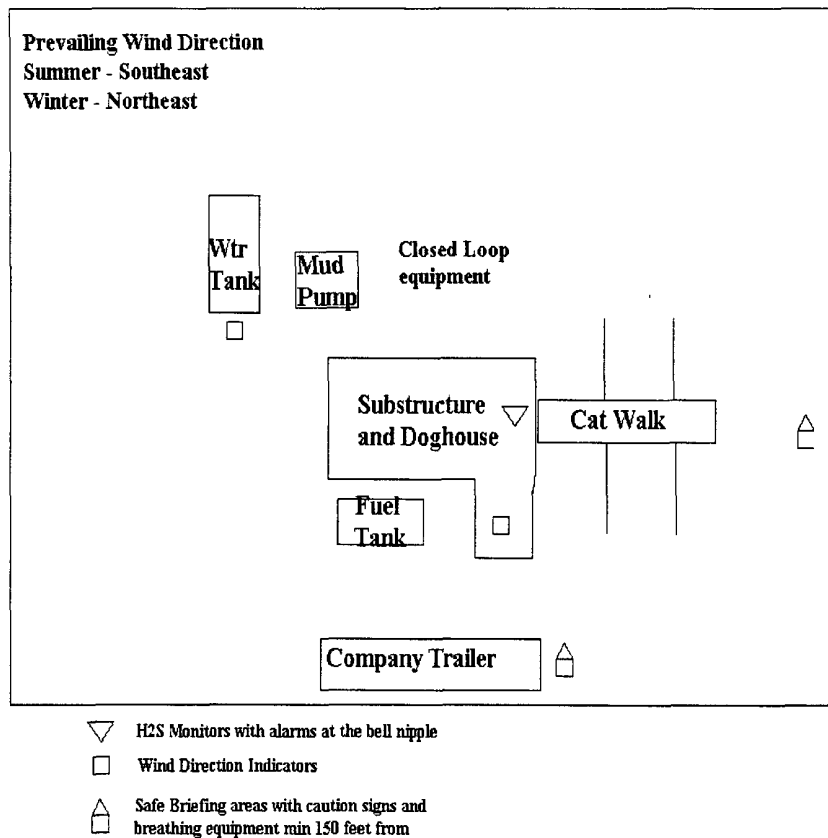 Prevailing Wind Direction
Summer - Southeast
Winter - Northeast
Wtr
Tank
Mud
Pump
Closed Loop
equipment
Substructure
and Doghouse
Cat Walk
Fuel
Tank
Company Trailer
H2S Monitors with alarms at the bell nipple
Wind Direction Indicators
Safe Briefing areas with caution signs and
breathing equipment min 150 feet from